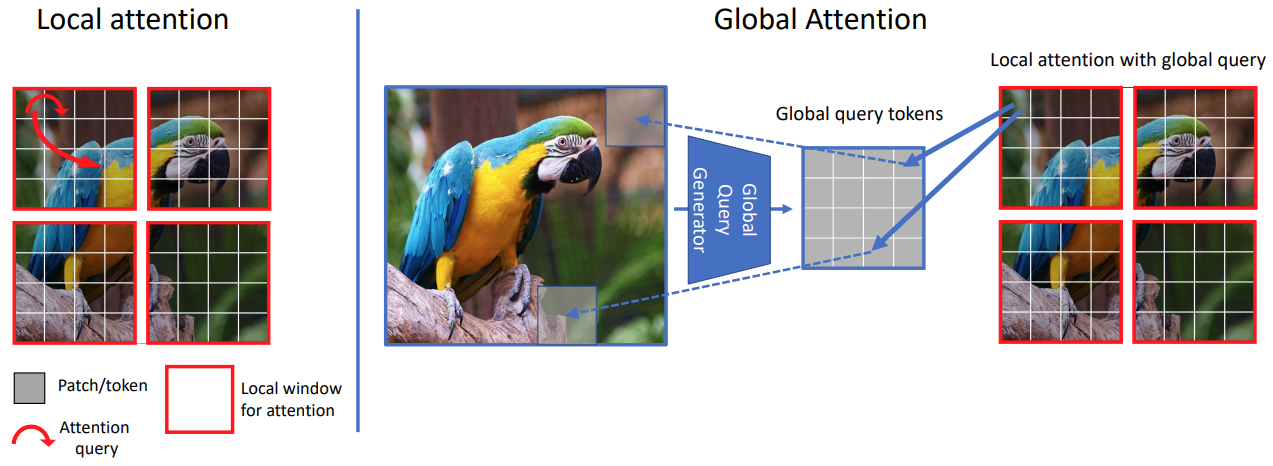 Local attention
Global Attention
Local attention with global query
Global query tokens
Global
Query
Generator
Patch/token
Attention
query
Local window
for attention